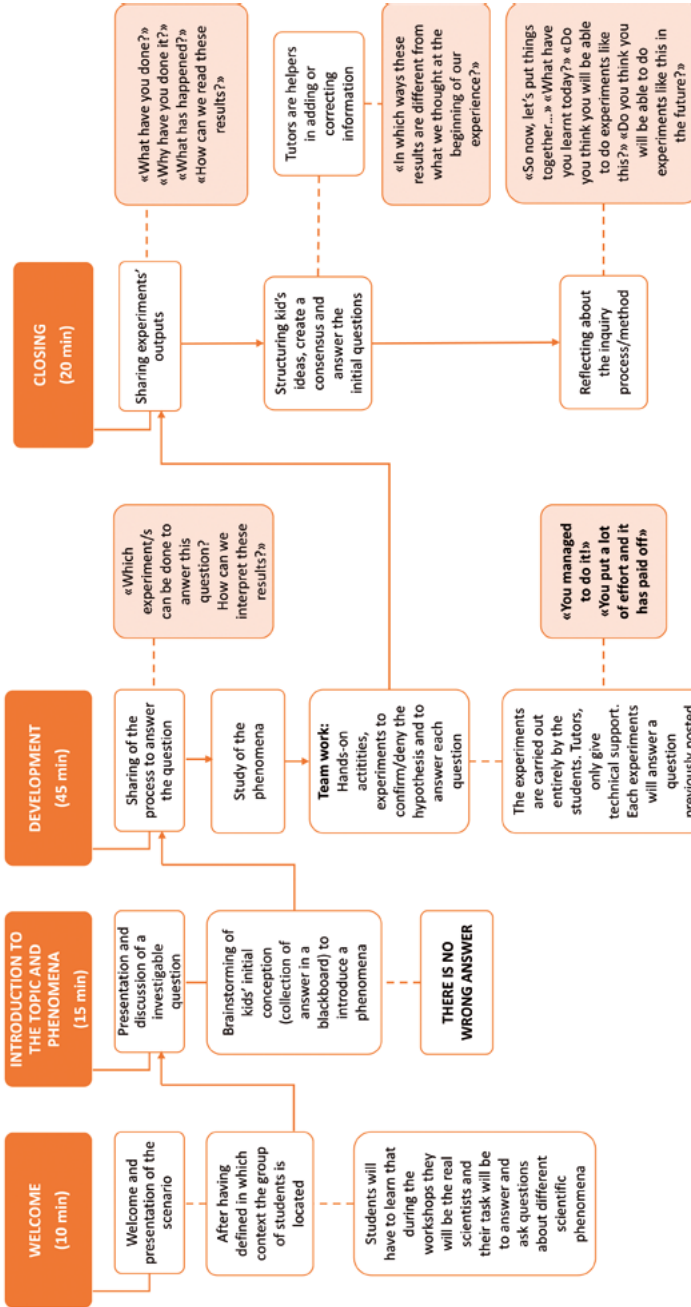 WELCOME
(10 min)
Welcome and
presentation of the
scenario
After having
defined in which
context the group
of students is
located
Students will
have to learn that
during the
workshops they
will be the real
scientists and
their task will be
to answer and
ask questions
about different
scientific
phenomena
INTRODUCTION TO
THE TOPIC AND
PHENOMENA
(15 min)
Presentation and
discussion of a
investigable
question
Brainstorming of
kids' initial
conception
(collection of
answer in a
blackboard) to
introduce a
phenomena
THERE IS NO
WRONG ANSWER
DEVELOPMENT
(45 min)
Sharing of the
process to answer
the question
«Which
experiment/s
can be done to
anwer this
question?
How can we
interpret these
results?»
Study of the
phenomena
Team work:
Hands-on
actitities,
experiments to
confirm/deny the
hypothesis and to
answer each
question
The experiments
are carried out
entirely by the
students. Tutors,
only give
technical support.
Each experiments
will answer a
question
previously posted
«You managed
to do it!»
«You put a lot
of effort and it
has paid off»
CLOSING
(20 min)
Sharing experiments'
outputs
«What have you done?»
«Why have you done it?»
«What has happened?»
«How can we read these
results?»
Structuring kid's
ideas, create a
consensus and
answer the
initial questions
Tutors are helpers
in adding or
correcting
information
«In which ways these
results are different from
what we thought at the
beginning of our
experience?»
Reflecting about
the inquiry
process/method
«So now, let's put things
together...» «What have
you learnt today?» «Do
you think you will be able
to do experiments like
this?» «Do you think you
will be able to do
experiments like this in
the future?»